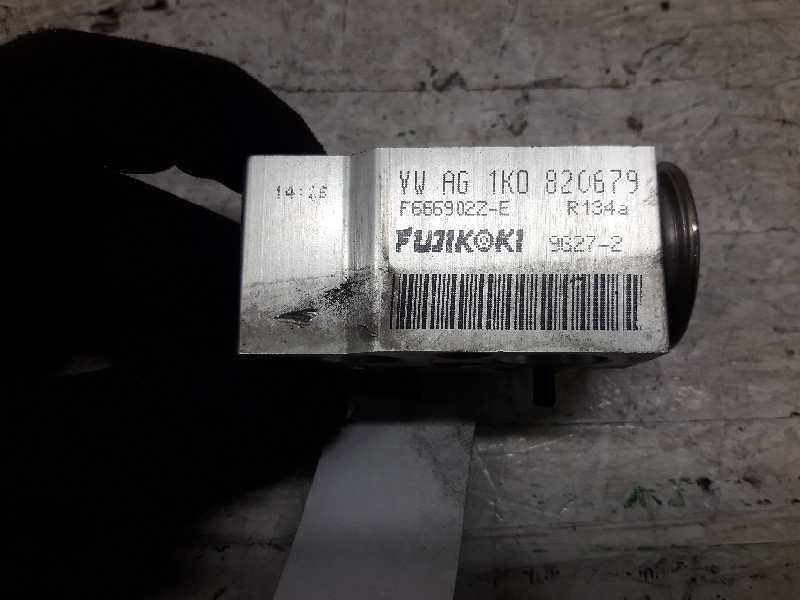 VW AG 1K0 820679
14:26
F666902Z-E R134a
FUJIKOKI 9G27-2